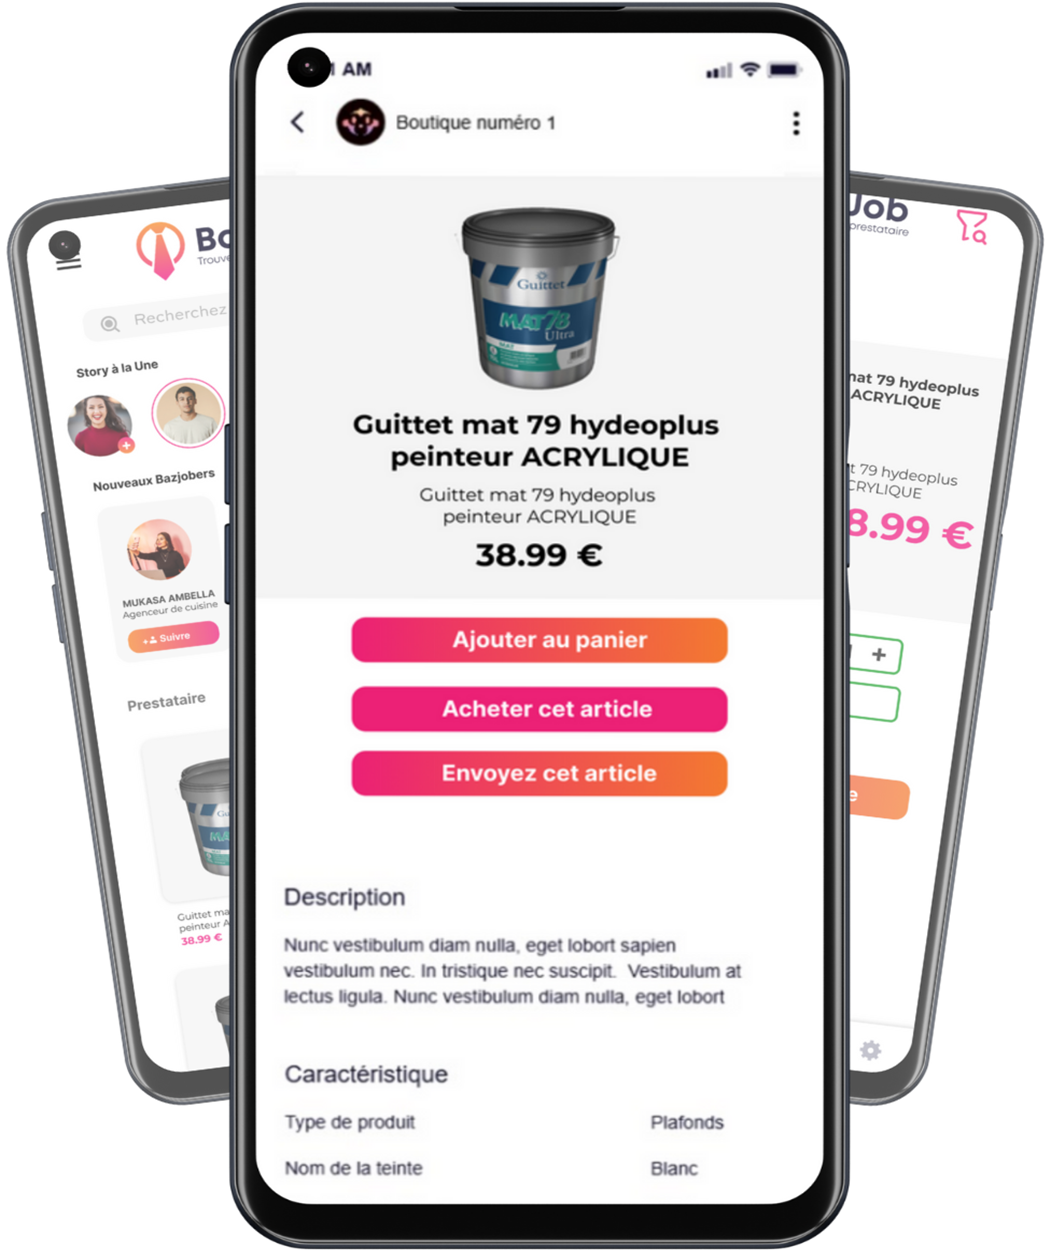 AM
Boutique numéro 1
Guittet
MAT78
Ultra
MAT
Guittet mat 79 hydeoplus
peinteur ACRYLIQUE
Guittet mat 79 hydeoplus
peinteur ACRYLIQUE
38.99 €
Ajouter au panier
Acheter cet article
Envoyez cet article
Description
Nunc vestibulum diam nulla, eget lobort sapien
vestibulum nec. In tristique nec suscipit. Vestibulum at
lectus ligula. Nunc vestibulum diam nulla, eget lobort
Caractéristique
Type de produit Plafonds
Nom de la teinte Blanc
Recherchez
Story à la Une
Nouveaux Bazjobers
MUKASA AMBELLA
Agenceur de cuisine
Suivre
Prestataire
Guittet ma
peinteur A
38.99 €
Job
prestataire
mat 79 hydeoplus
ACRYLIQUE
t 79 hydeoplus
CRYLIQUE
8.99 €
+
e